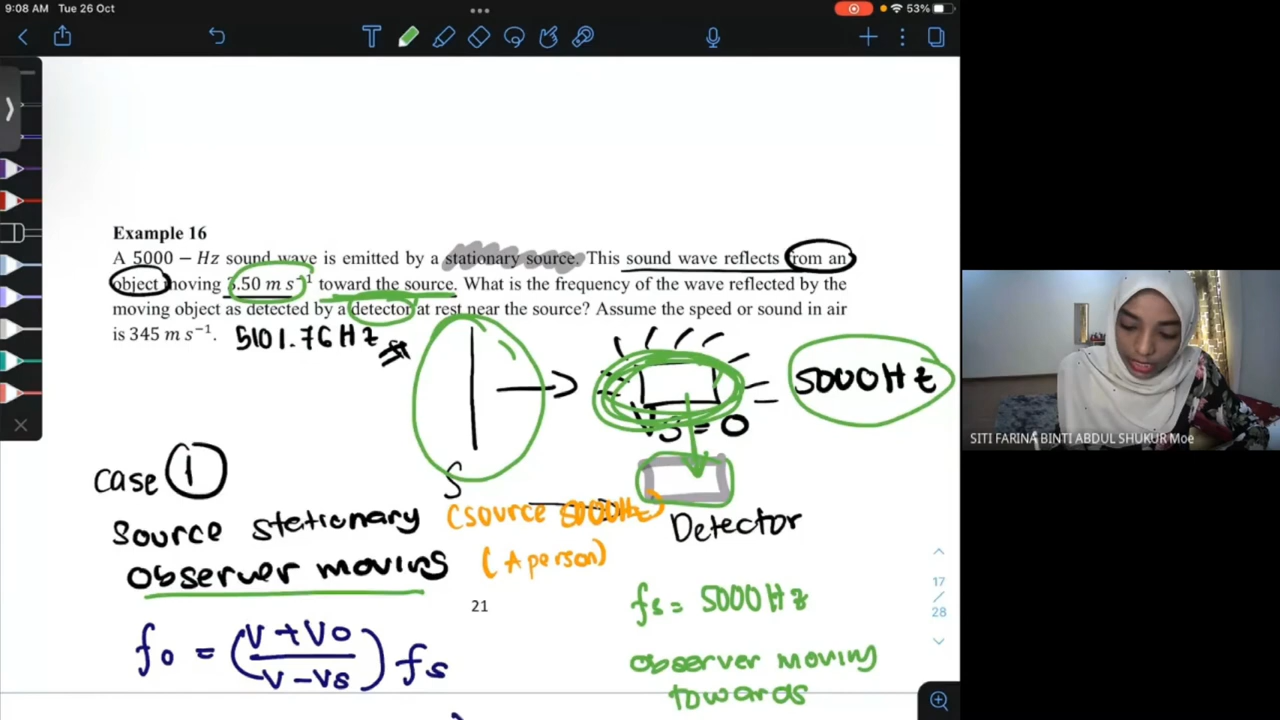 9:08 AM Tue 26 Oct
53%
Example 16
A 5000 – Hz sound wave is emitted by a stationary source. This sound wave reflects from an
object moving 3.50 m s⁻¹ toward the source. What is the frequency of the wave reflected by the
moving object as detected by a detector at rest near the source? Assume the speed or sound in air
is 345 m s⁻¹. 5101.76 Hz
5000Hz
Vs = 0
S
case 1
Source stationary (source 5000Hz)
Detector
observer moving (A person)
fs = 5000Hz
21
17
/
28
fo = (V + Vo / V - Vs) fs
observer moving
towards
SITI FARINA BINTI ABDUL SHUKUR Moe